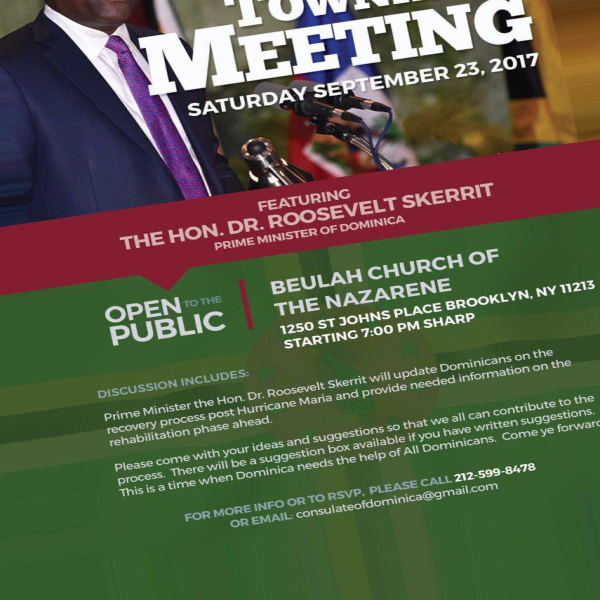 MEETING
SATURDAY SEPTEMBER 23, 2017
FEATURING
THE HON. DR. ROOSEVELT SKERRIT
PRIME MINISTER OF DOMINICA
OPEN TO THE
PUBLIC
BEULAH CHURCH OF
THE NAZARENE
1250 ST JOHNS PLACE BROOKLYN, NY 11213
STARTING 7:00 PM SHARP
DISCUSSION INCLUDES:
Prime Minister the Hon. Dr. Roosevelt Skerrit will update Dominicans on the
recovery process post Hurricane Maria and provide needed information on the
rehabilitation phase ahead.
Please come with your ideas and suggestions so that we all can contribute to the
process. There will be a suggestion box available if you have written suggestions.
This is a time when Dominica needs the help of All Dominicans. Come ye forward
FOR MORE INFO OR TO RSVP, PLEASE CALL 212-599-8478
OR EMAIL: consulateofdominica@gmail.com